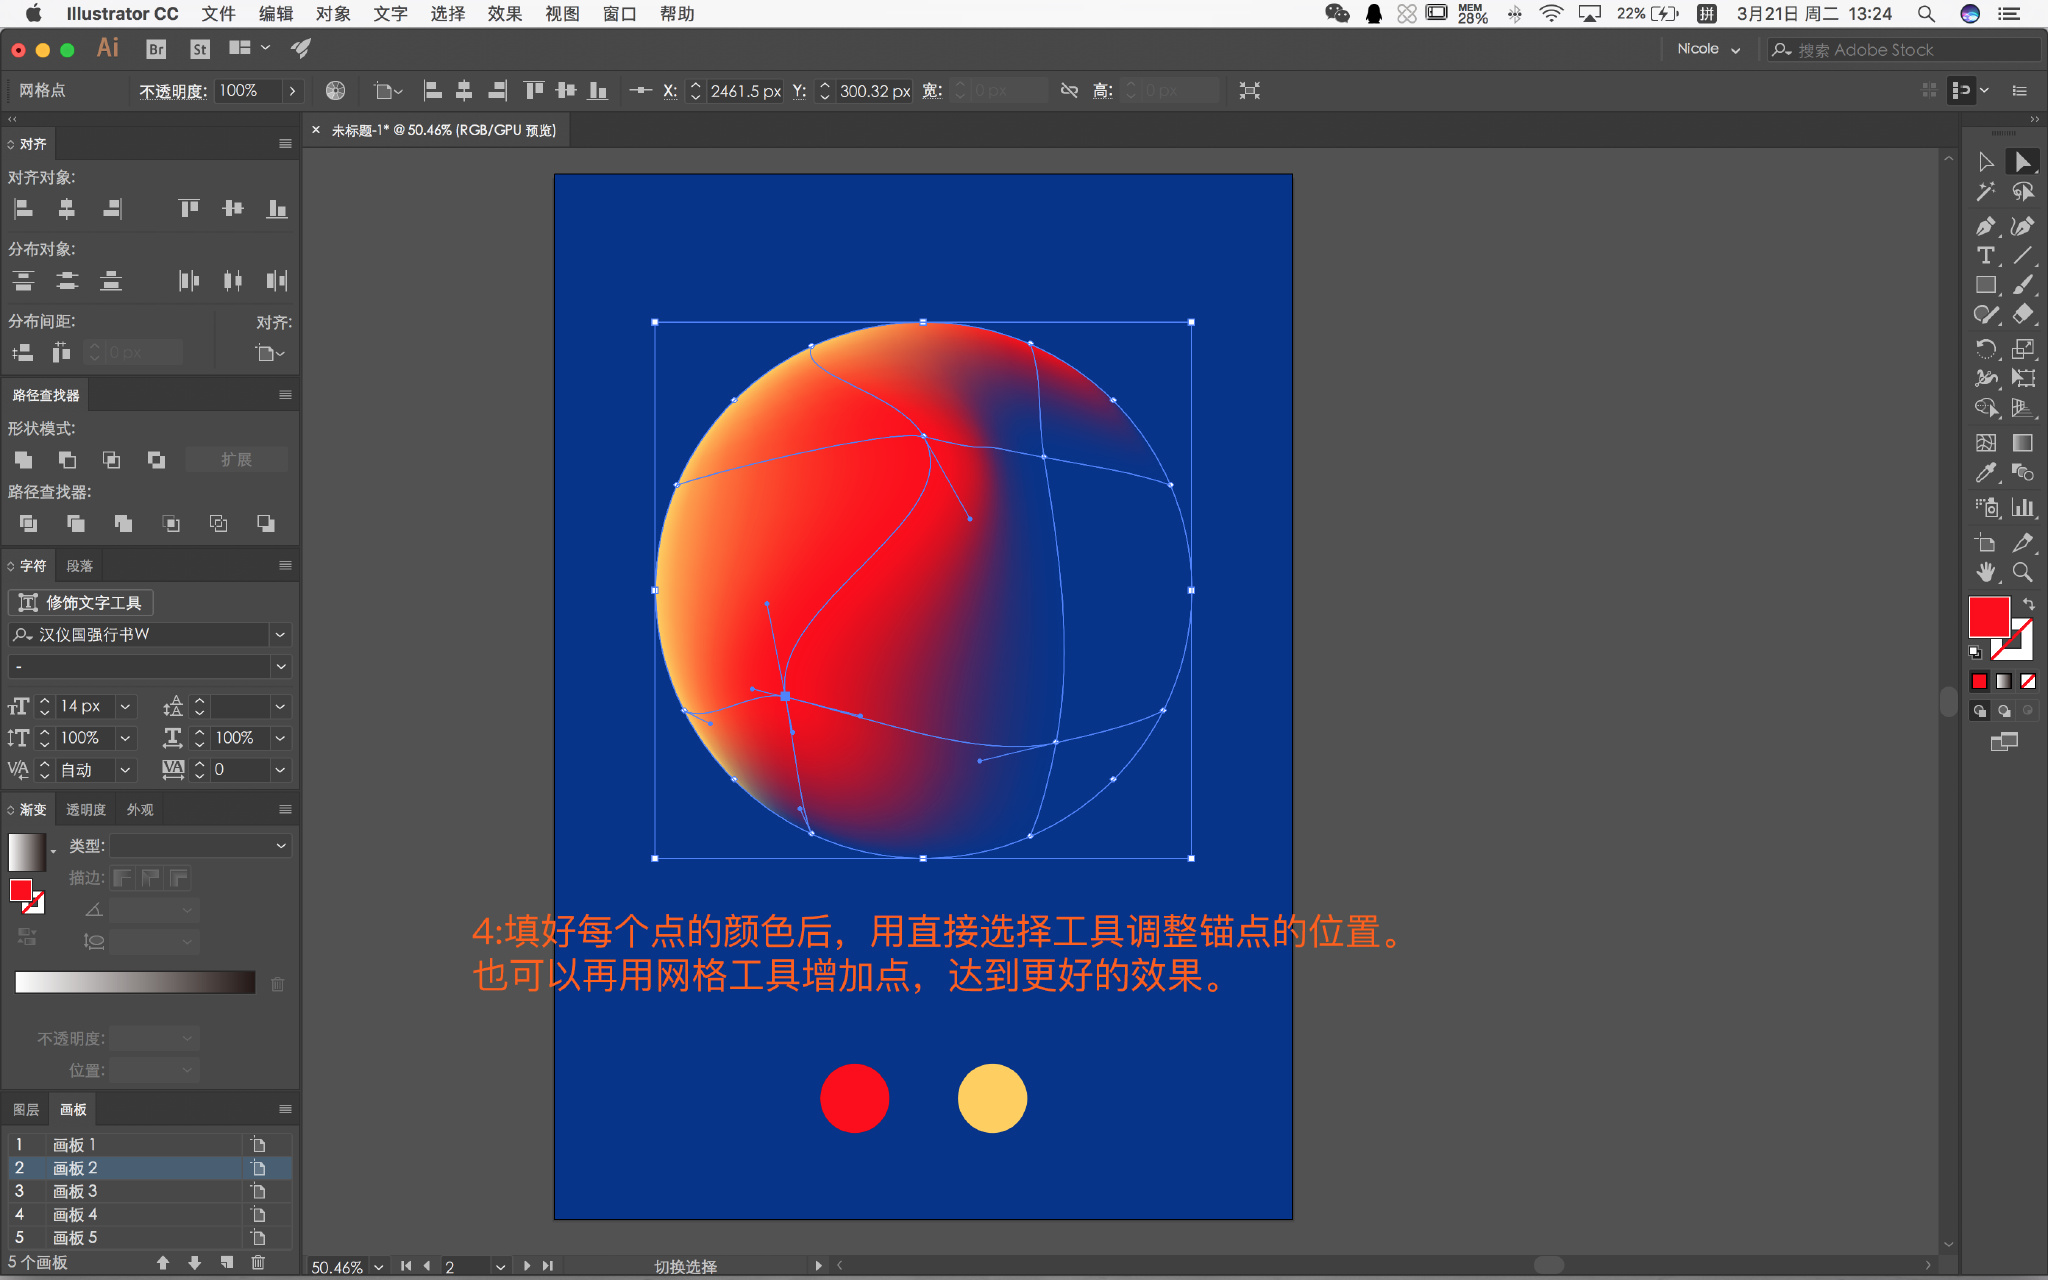 Illustrator CC 文件 编辑 对象 文字 选择 效果 视图 窗口 帮助 MEM 28% 22% 拼 3月21日 周二 13:24
Ai Br St Nicole 搜索 Adobe Stock
网格点 不透明度: 100% X: 2461.5 px Y: 300.32 px 宽: 0 px 高: 0 px
未标题-1* @ 50.46% (RGB/GPU 预览)
对齐
对齐对象:
分布对象:
分布间距: 对齐:
0 px
路径查找器
形状模式:
扩展
路径查找器:
字符 段落
修饰文字工具
汉仪国强行书W
-
14 px
100% 100%
自动 0
渐变 透明度 外观
类型:
描边:
不透明度:
位置:
图层 画板
1 画板 1
2 画板 2
3 画板 3
4 画板 4
5 画板 5
5 个画板
4:填好每个点的颜色后，用直接选择工具调整锚点的位置。
也可以再用网格工具增加点，达到更好的效果。
50.46% 2 切换选择